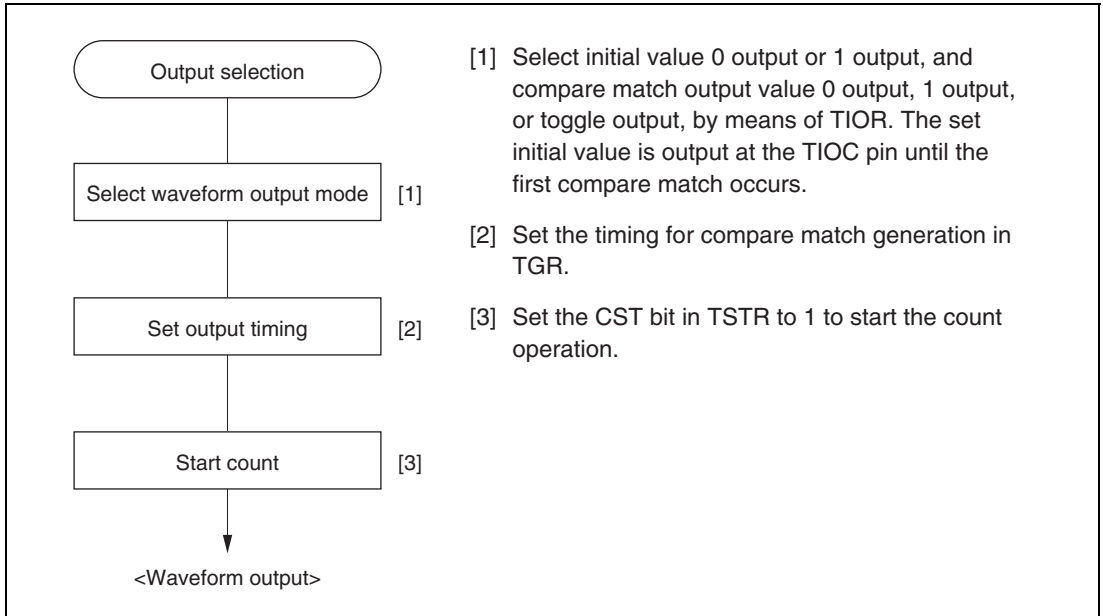 Output selection
Select waveform output mode [1]
Set output timing [2]
Start count [3]
<Waveform output>
[1] Select initial value 0 output or 1 output, and
compare match output value 0 output, 1 output,
or toggle output, by means of TIOR. The set
initial value is output at the TIOC pin until the
first compare match occurs.
[2] Set the timing for compare match generation in
TGR.
[3] Set the CST bit in TSTR to 1 to start the count
operation.